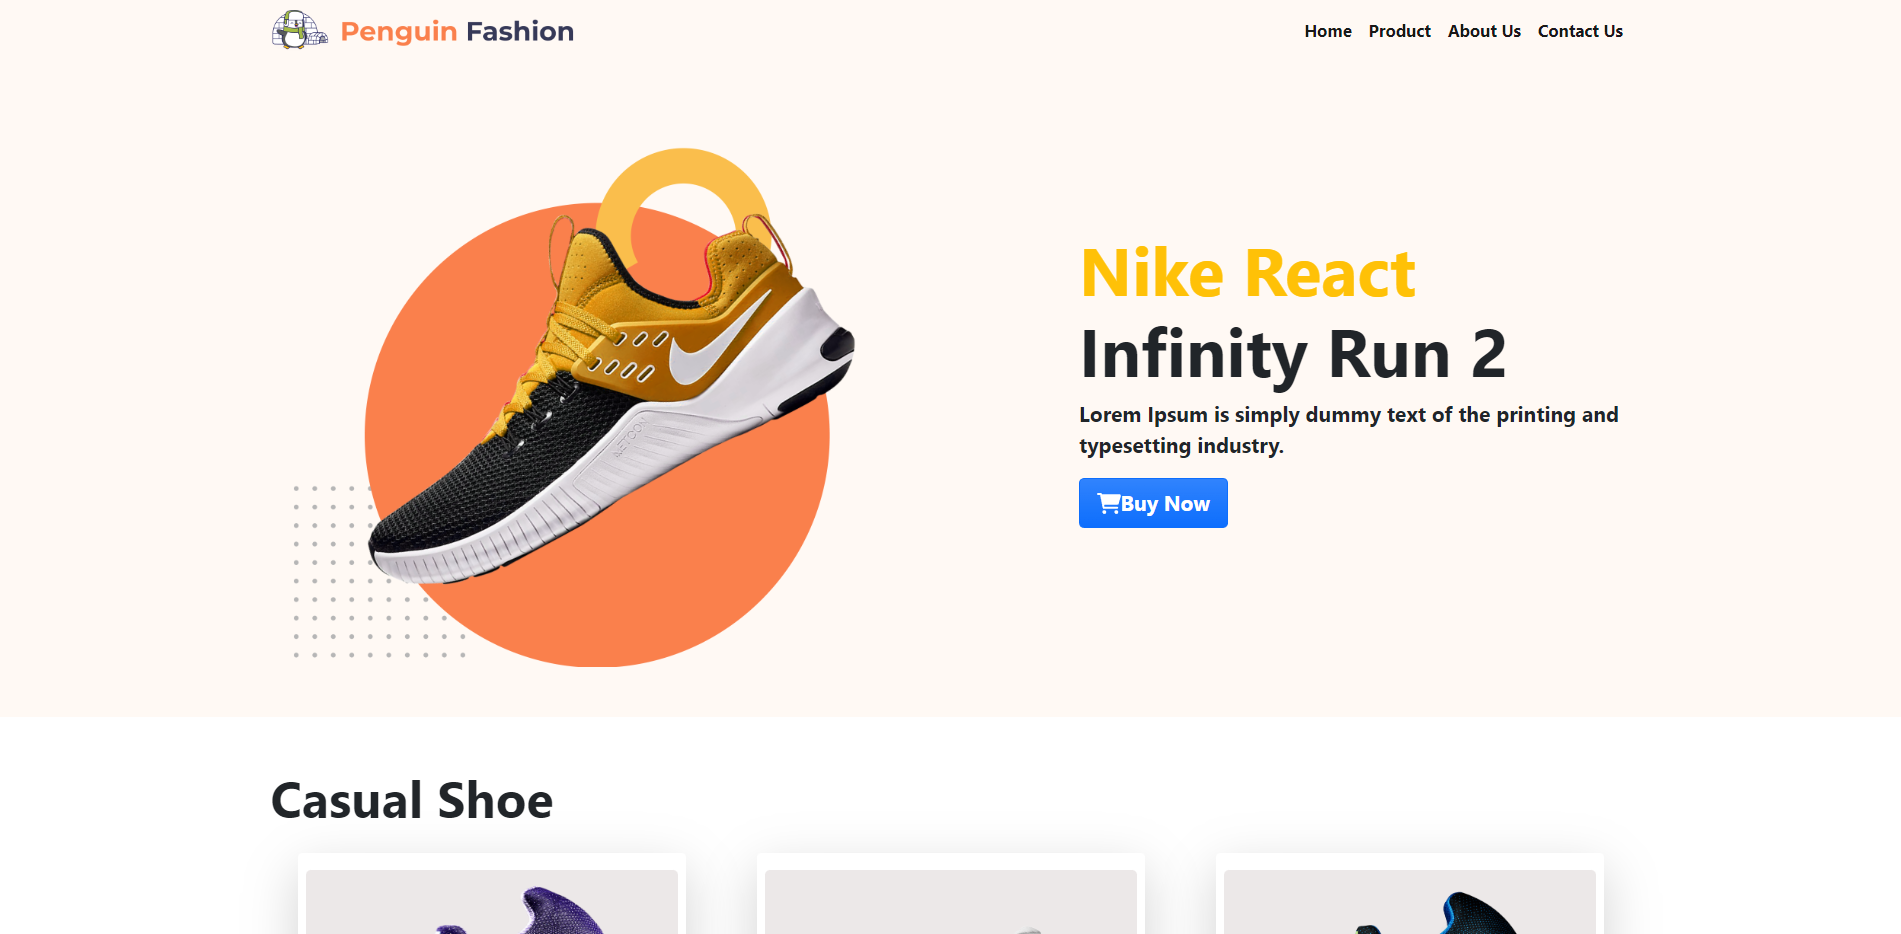 Penguin Fashion
Home Product About Us Contact Us
Nike React
Infinity Run 2
Lorem Ipsum is simply dummy text of the printing and
typesetting industry.
Buy Now
METCON
Casual Shoe